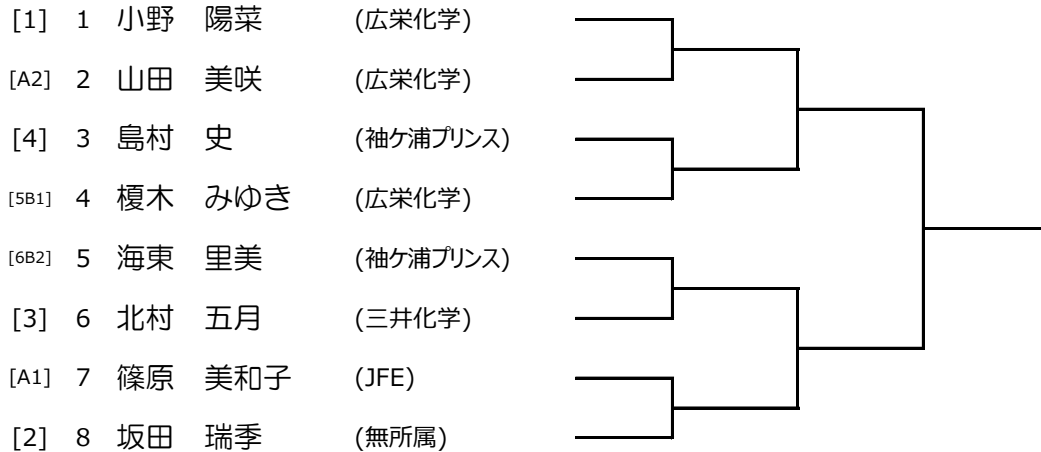 [1] 1 小野 陽菜 (広栄化学)
[A2] 2 山田 美咲 (広栄化学)
[4] 3 島村 史 (袖ケ浦プリンス)
[5B1] 4 榎木 みゆき (広栄化学)
[6B2] 5 海東 里美 (袖ケ浦プリンス)
[3] 6 北村 五月 (三井化学)
[A1] 7 篠原 美和子 (JFE)
[2] 8 坂田 瑞季 (無所属)